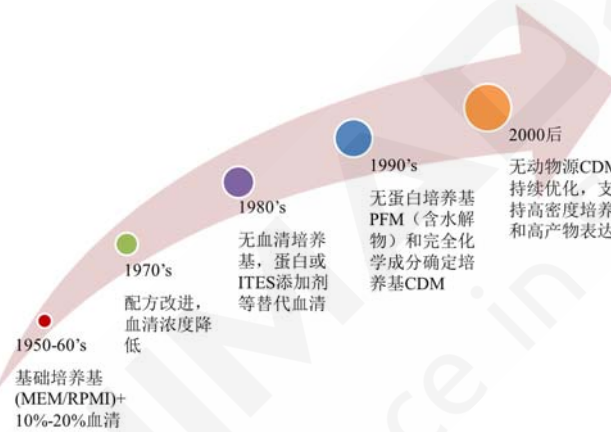 1950-60’s
基础培养基
(MEM/RPMI)+
10%-20%血清
1970’s
配方改进，
血清浓度降
低
1980’s
无血清培养
基，蛋白或
ITES添加剂
等替代血清
1990’s
无蛋白培养基
PFM（含水解
物）和完全化
学成分确定培
养基CDM
2000后
无动物源CDM
持续优化，支
持高密度培养
和高产物表达